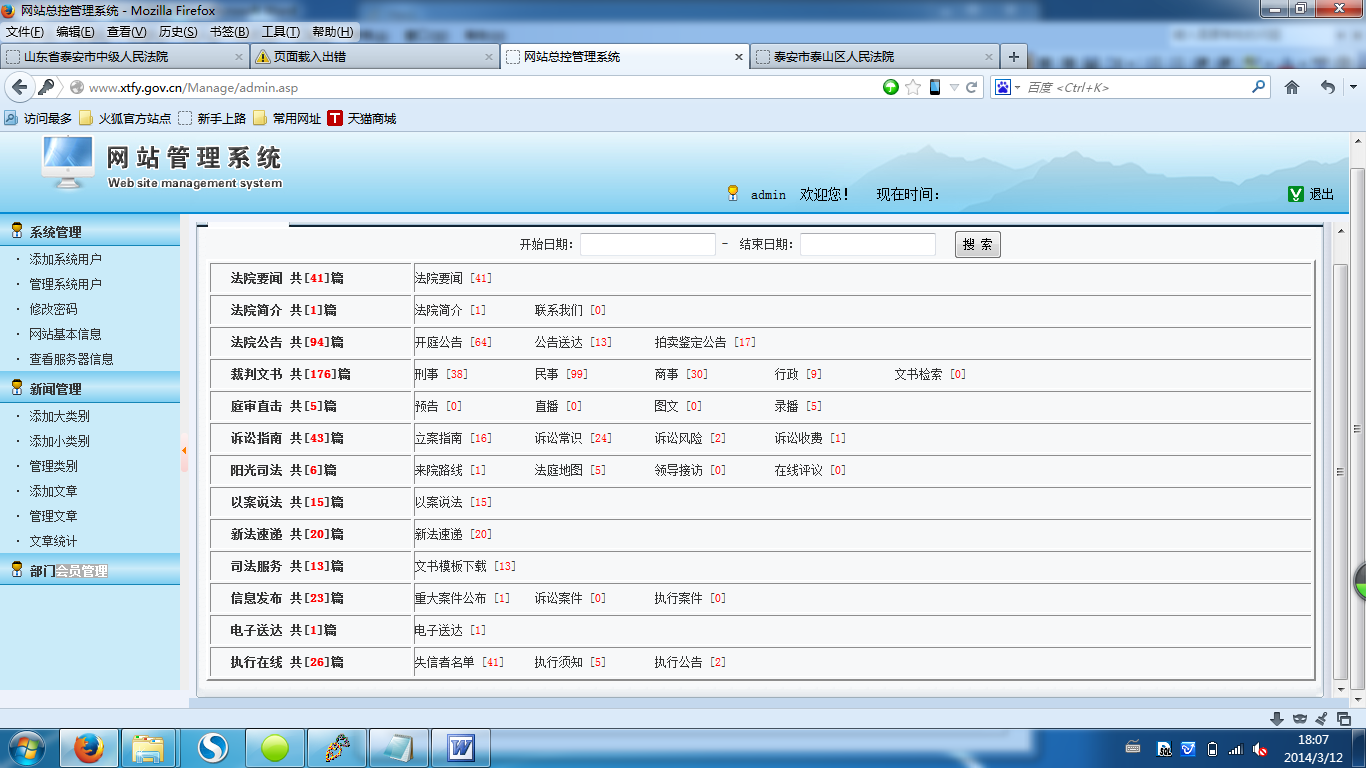 网站总控管理系统 - Mozilla Firefox
文件(F) 编辑(E) 查看(V) 历史(S) 书签(B) 工具(T) 帮助(H)
山东省泰安市中级人民法院 页面载入出错 网站总控管理系统 泰安市泰山区人民法院
www.xtfy.gov.cn/Manage/admin.asp 百度 <Ctrl+K>
访问最多 火狐官方站点 新手上路 常用网址 天猫商城
网站管理系统
Web site management system
admin 欢迎您! 现在时间: 退出
系统管理
添加系统用户
管理系统用户
修改密码
网站基本信息
查看服务器信息
新闻管理
添加大类别
添加小类别
管理类别
添加文章
管理文章
文章统计
部门会员管理
开始日期: - 结束日期: 搜 索
法院要闻 共[41]篇 法院要闻 [41]
法院简介 共[1]篇 法院简介 [1] 联系我们 [0]
法院公告 共[94]篇 开庭公告 [64] 公告送达 [13] 拍卖鉴定公告 [17]
裁判文书 共[176]篇 刑事 [38] 民事 [99] 商事 [30] 行政 [9] 文书检索 [0]
庭审直击 共[5]篇 预告 [0] 直播 [0] 图文 [0] 录播 [5]
诉讼指南 共[43]篇 立案指南 [16] 诉讼常识 [24] 诉讼风险 [2] 诉讼收费 [1]
阳光司法 共[6]篇 来院路线 [1] 法庭地图 [5] 领导接访 [0] 在线评议 [0]
以案说法 共[15]篇 以案说法 [15]
新法速递 共[20]篇 新法速递 [20]
司法服务 共[13]篇 文书模板下载 [13]
信息发布 共[23]篇 重大案件公布 [1] 诉讼案件 [0] 执行案件 [0]
电子送达 共[1]篇 电子送达 [1]
执行在线 共[26]篇 失信者名单 [41] 执行须知 [5] 执行公告 [2]
18:07
2014/3/12